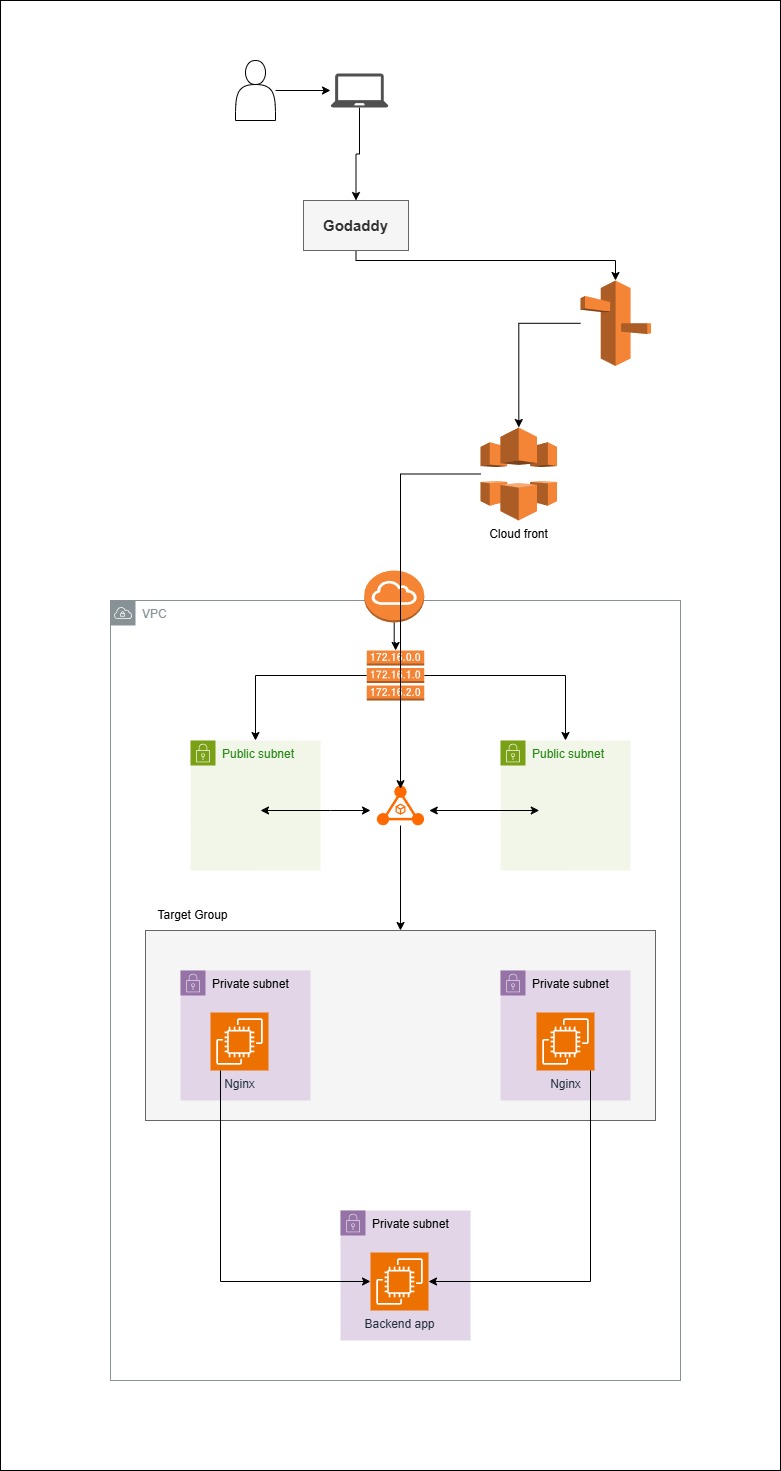 Godaddy
Cloud front
VPC
172.16.0.0
172.16.1.0
172.16.2.0
Public subnet
Public subnet
Target Group
Private subnet
Private subnet
Nginx
Nginx
Private subnet
Backend app